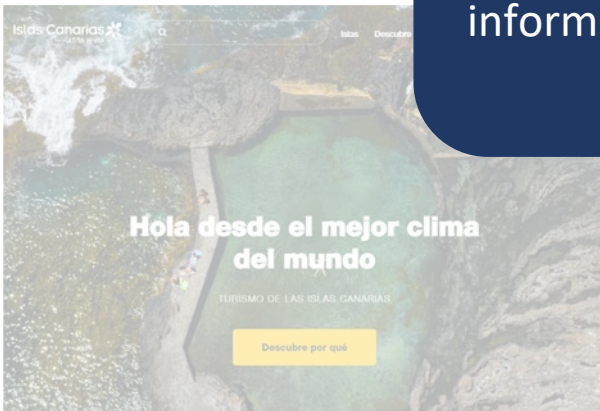 inform
Islas Canarias
Islas Descubre
Hola desde el mejor clima
del mundo
TURISMO DE LAS ISLAS CANARIAS
Descubre por qué